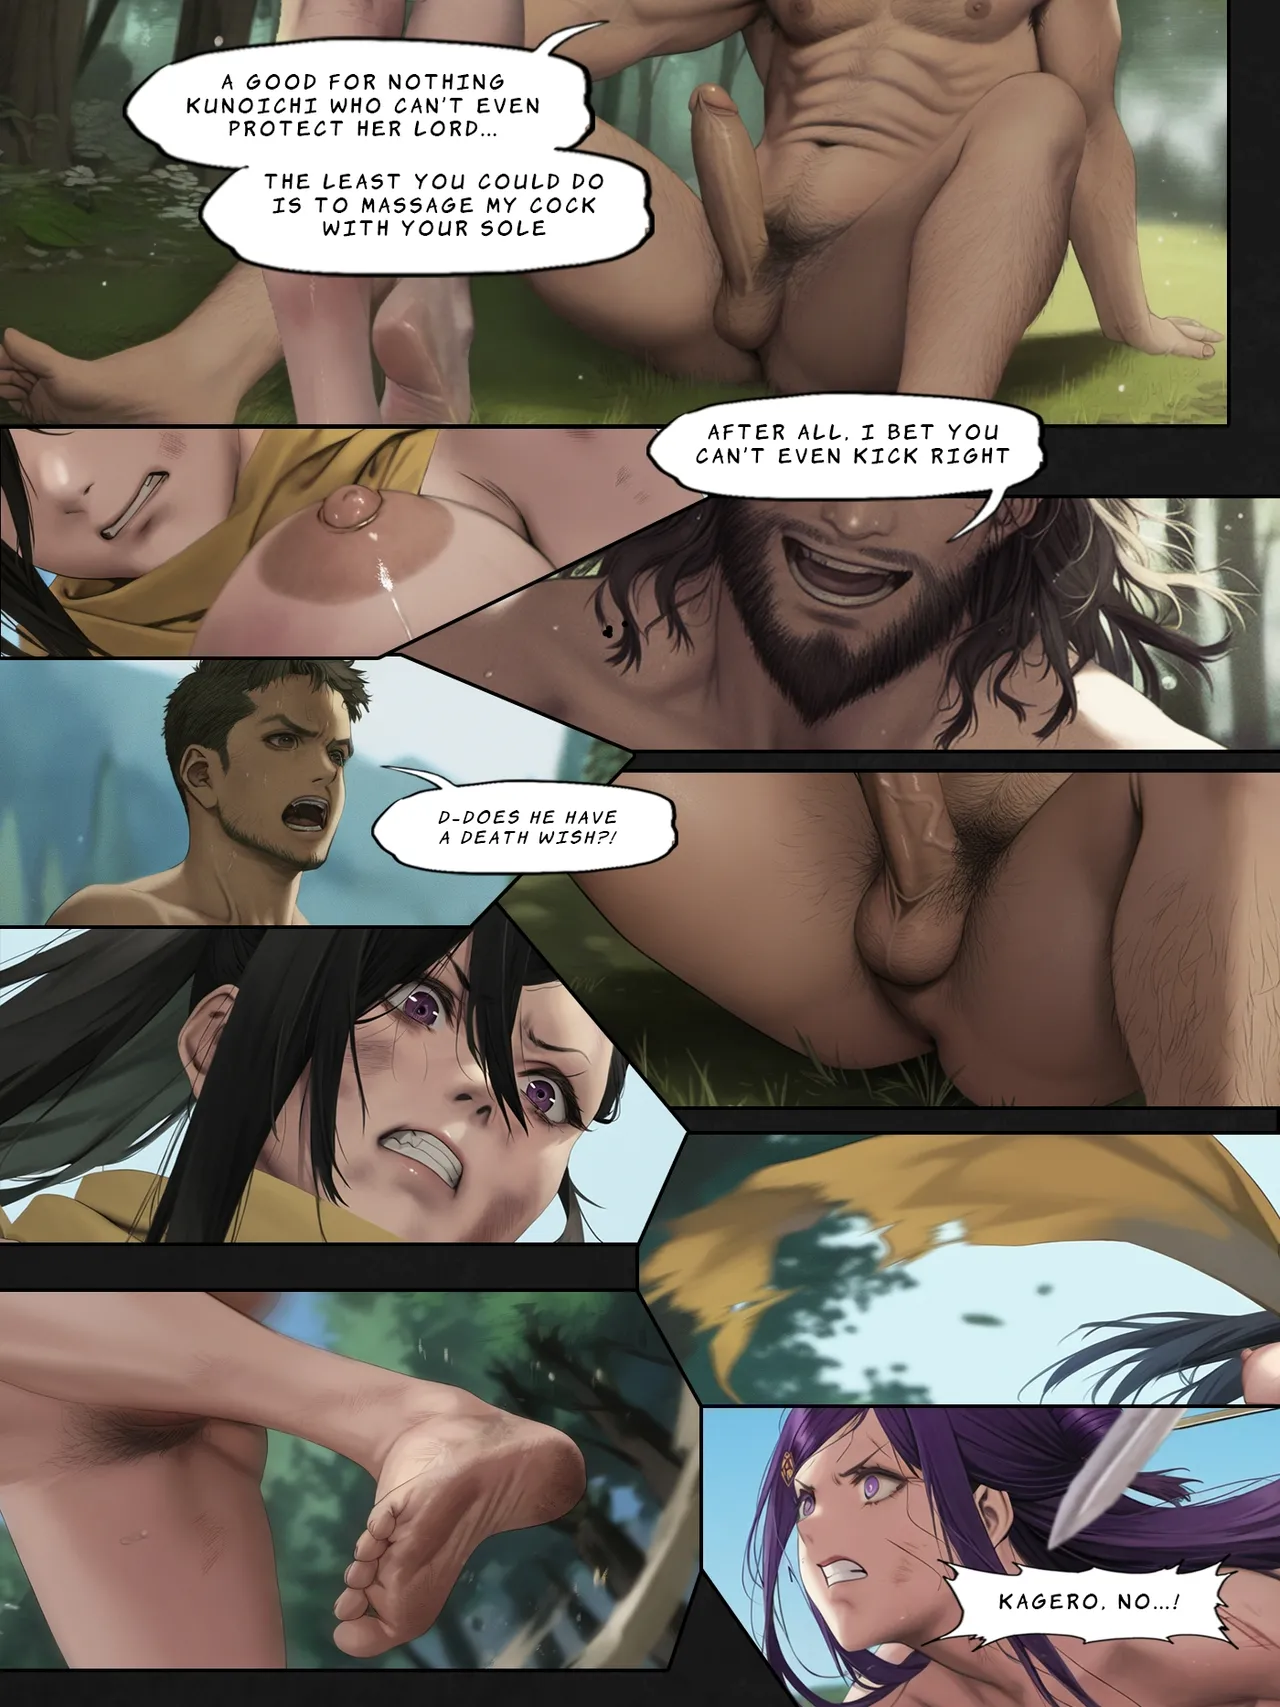 A GOOD FOR NOTHING
KUNOICHI WHO CAN'T EVEN
PROTECT HER LORD...
THE LEAST YOU COULD DO
IS TO MASSAGE MY COCK
WITH YOUR SOLE
AFTER ALL, I BET YOU
CAN'T EVEN KICK RIGHT
D-DOES HE HAVE
A DEATH WISH?!
KAGERO, NO...!